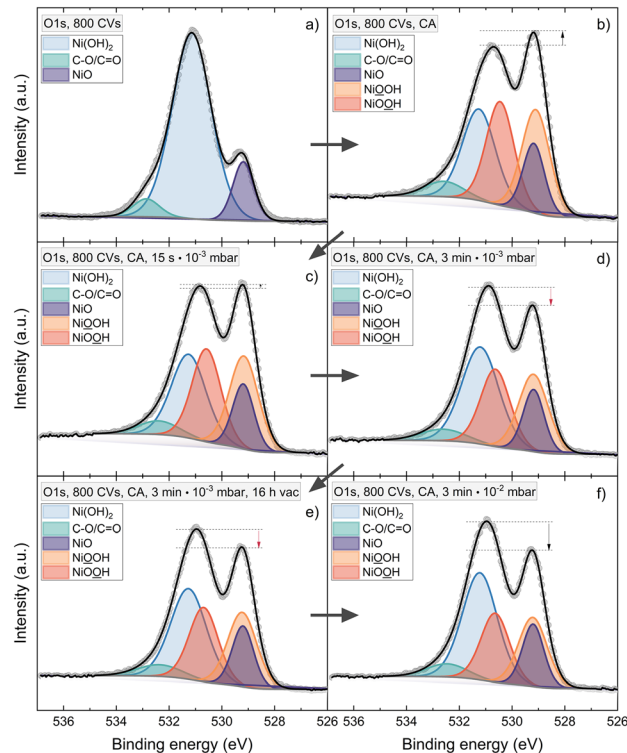 O1s, 800 CVs
a)
Ni(OH)2
C-O/C=O
NiO
O1s, 800 CVs, CA
b)
Ni(OH)2
C-O/C=O
NiO
NiOOH
NiOOH
Intensity (a.u.)
O1s, 800 CVs, CA, 15 s · 10-3 mbar
c)
Ni(OH)2
C-O/C=O
NiO
NiOOH
NiOOH
O1s, 800 CVs, CA, 3 min · 10-3 mbar
d)
Ni(OH)2
C-O/C=O
NiO
NiOOH
NiOOH
Intensity (a.u.)
O1s, 800 CVs, CA, 3 min · 10-3 mbar, 16 h vac
e)
Ni(OH)2
C-O/C=O
NiO
NiOOH
NiOOH
O1s, 800 CVs, CA, 3 min · 10-2 mbar
f)
Ni(OH)2
C-O/C=O
NiO
NiOOH
NiOOH
Intensity (a.u.)
536 534 532 530 528 526 536 534 532 530 528 526
Binding energy (eV) Binding energy (eV)